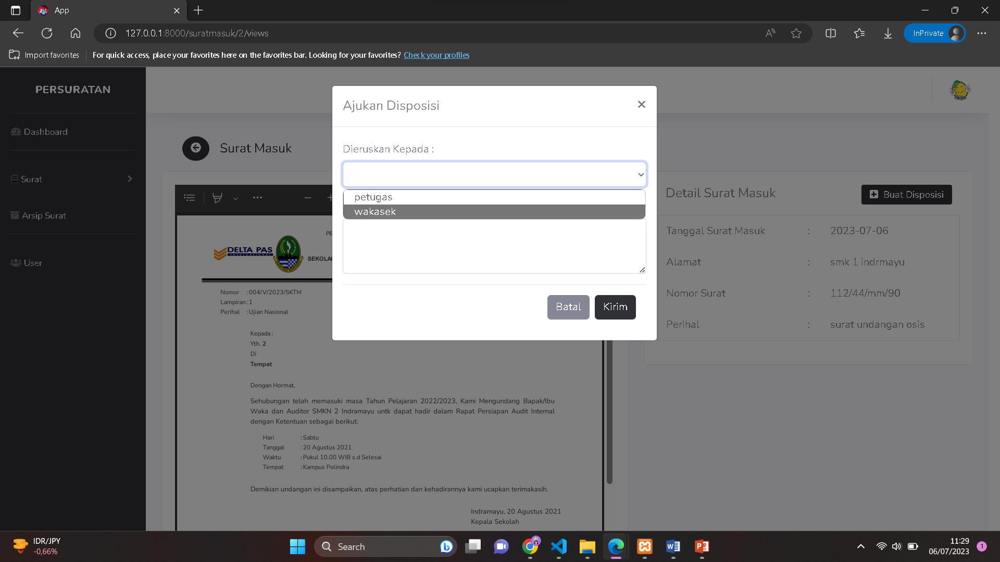 App
127.0.0.1:8000/suratmasuk/2/views
InPrivate
Import favorites
For quick access, place your favorites here on the favorites bar. Looking for your favorites? Check your profiles
PERSURATAN
Dashboard
Surat
Arsip Surat
User
Surat Masuk
Ajukan Disposisi
Dieruskan Kepada :
petugas
wakasek
Batal
Kirim
Detail Surat Masuk
Buat Disposisi
Tanggal Surat Masuk : 2023-07-06
Alamat : smk 1 indrmayu
Nomor Surat : 112/44/mm/90
Perihal : surat undangan osis
DELTA PAS
SEKOLA
Nomor : 004/V/2023/SKTM
Lampiran : 1
Perihal : Ujian Nasional
Kepada :
Yth. 2
Di
Tempat
Dengan Hormat,
Sehubungan telah memasuki masa Tahun Pelajaran 2022/2023, Kami Mengundang Bapak/Ibu
Waka dan Auditor SMKN 2 Indramayu untk dapat hadir dalam Rapat Persiapan Audit Internal
dengan Ketentuan sebagai berikut:
Hari : Sabtu
Tanggal : 20 Agustus 2021
Waktu : Pukul 10.00 WIB s.d Selesai
Tempat : Kampus Polindra
Demikian undangan ini disampaikan, atas perhatian dan kehadirannya kami ucapkan terimakasih.
Indramayu, 20 Agustus 2021
Kepala Sekolah
IDR/JPY
-0,66%
Search
11:29
06/07/2023
1